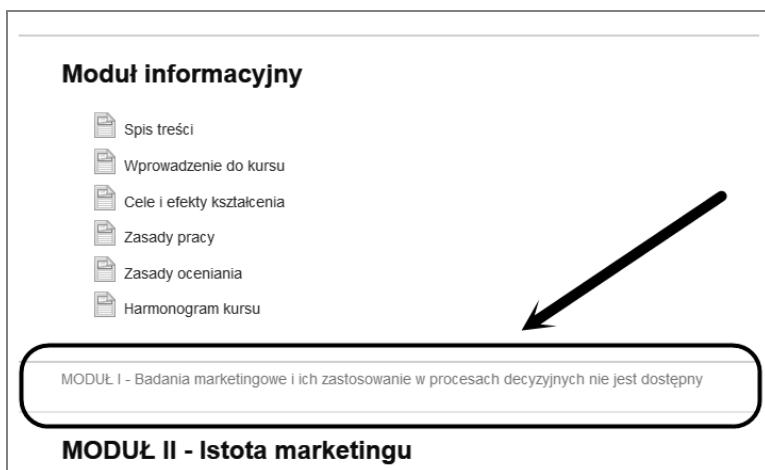 Moduł informacyjny
Spis treści
Wprowadzenie do kursu
Cele i efekty kształcenia
Zasady pracy
Zasady oceniania
Harmonogram kursu
MODUŁ I - Badania marketingowe i ich zastosowanie w procesach decyzyjnych nie jest dostępny
MODUŁ II - Istota marketingu